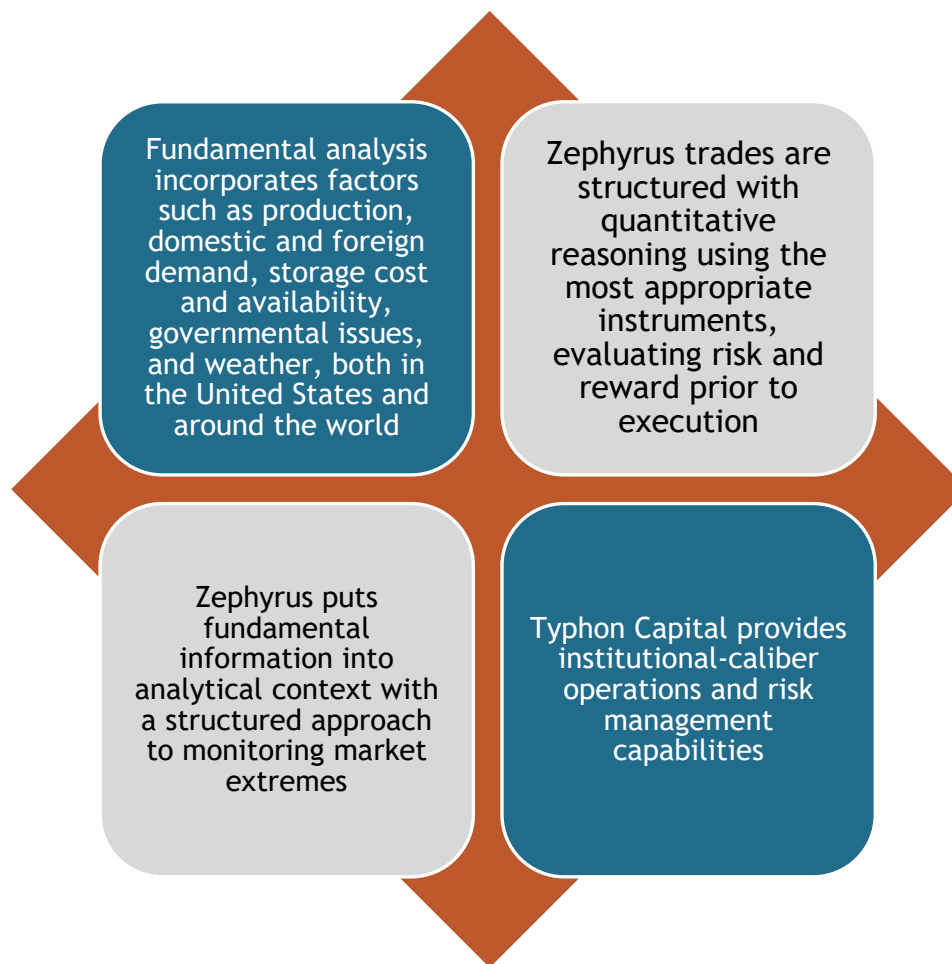 Fundamental analysis
incorporates factors
such as production,
domestic and foreign
demand, storage cost
and availability,
governmental issues,
and weather, both in
the United States and
around the world
Zephyrus trades are
structured with
quantitative
reasoning using the
most appropriate
instruments,
evaluating risk and
reward prior to
execution
Zephyrus puts
fundamental
information into
analytical context with
a structured approach
to monitoring market
extremes
Typhon Capital provides
institutional-caliber
operations and risk
management
capabilities